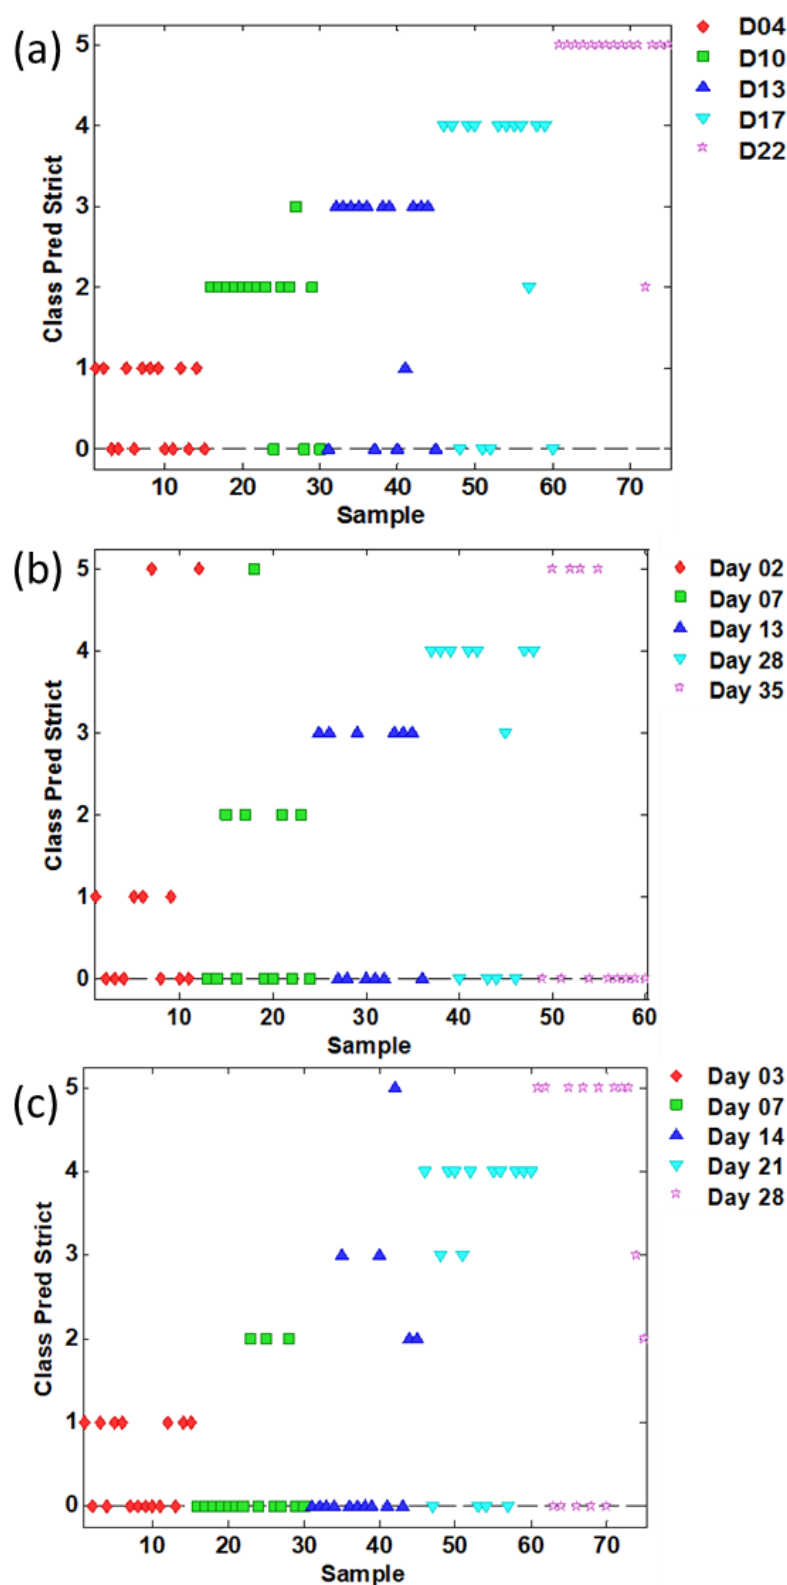 (a)
Class Pred Strict
5
4
3
2
1
0
10 20 30 40 50 60 70
Sample
D04
D10
D13
D17
D22
(b)
Class Pred Strict
5
4
3
2
1
0
10 20 30 40 50 60
Sample
Day 02
Day 07
Day 13
Day 28
Day 35
(c)
Class Pred Strict
5
4
3
2
1
0
10 20 30 40 50 60 70
Sample
Day 03
Day 07
Day 14
Day 21
Day 28